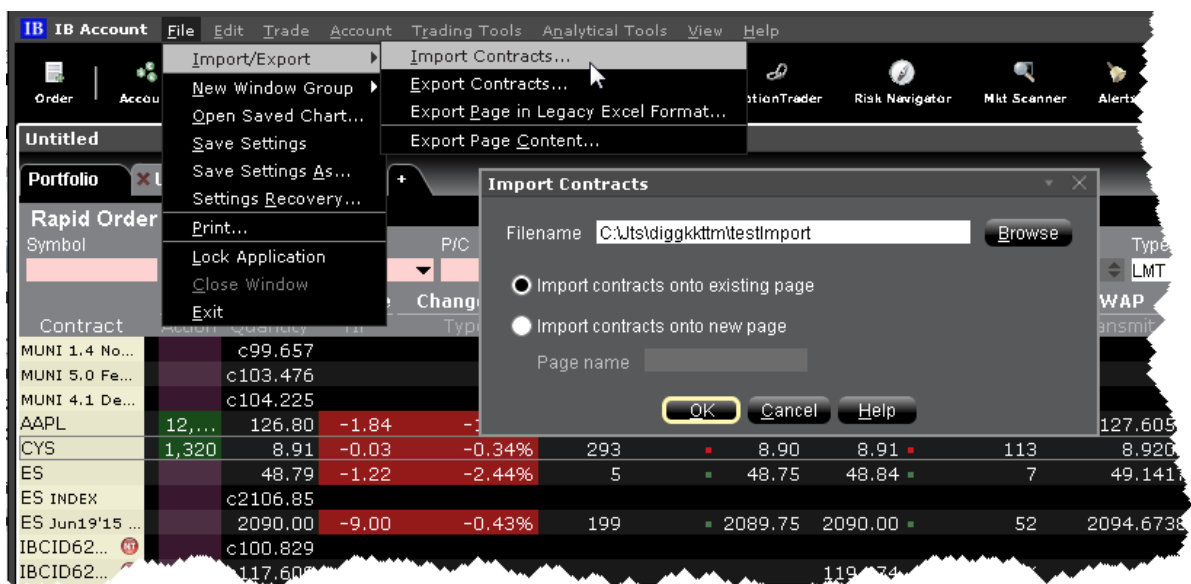 IB IB Account File Edit Trade Account Trading Tools Analytical Tools View Help
Import/Export
Import Contracts...
New Window Group
Export Contracts...
Open Saved Chart...
Export Page in Legacy Excel Format...
Save Settings
Export Page Content...
Save Settings As...
Settings Recovery...
Print...
Lock Application
Close Window
Exit
Order Risk Navigator Mkt Scanner Alerts
Untitled
Portfolio +
Import Contracts
Filename C:\Jts\diggkkttm\testImport Browse
Import contracts onto existing page
Import contracts onto new page
Page name
OK Cancel Help
Rapid Order
Symbol P/C Type
LMT
Contract Action Quantity TIF
MUNI 1.4 No... c99.657
MUNI 5.0 Fe... c103.476
MUNI 4.1 De... c104.225
AAPL 12,... 126.80 -1.84 127.605
CYS 1,320 8.91 -0.03 -0.34% 293 8.90 8.91 113 8.920
ES 48.79 -1.22 -2.44% 5 48.75 48.84 7 49.141
ES INDEX c2106.85
ES Jun19'15 ... 2090.00 -9.00 -0.43% 199 2089.75 2090.00 52 2094.6738
IBCID62... NT c100.829
IBCID62...